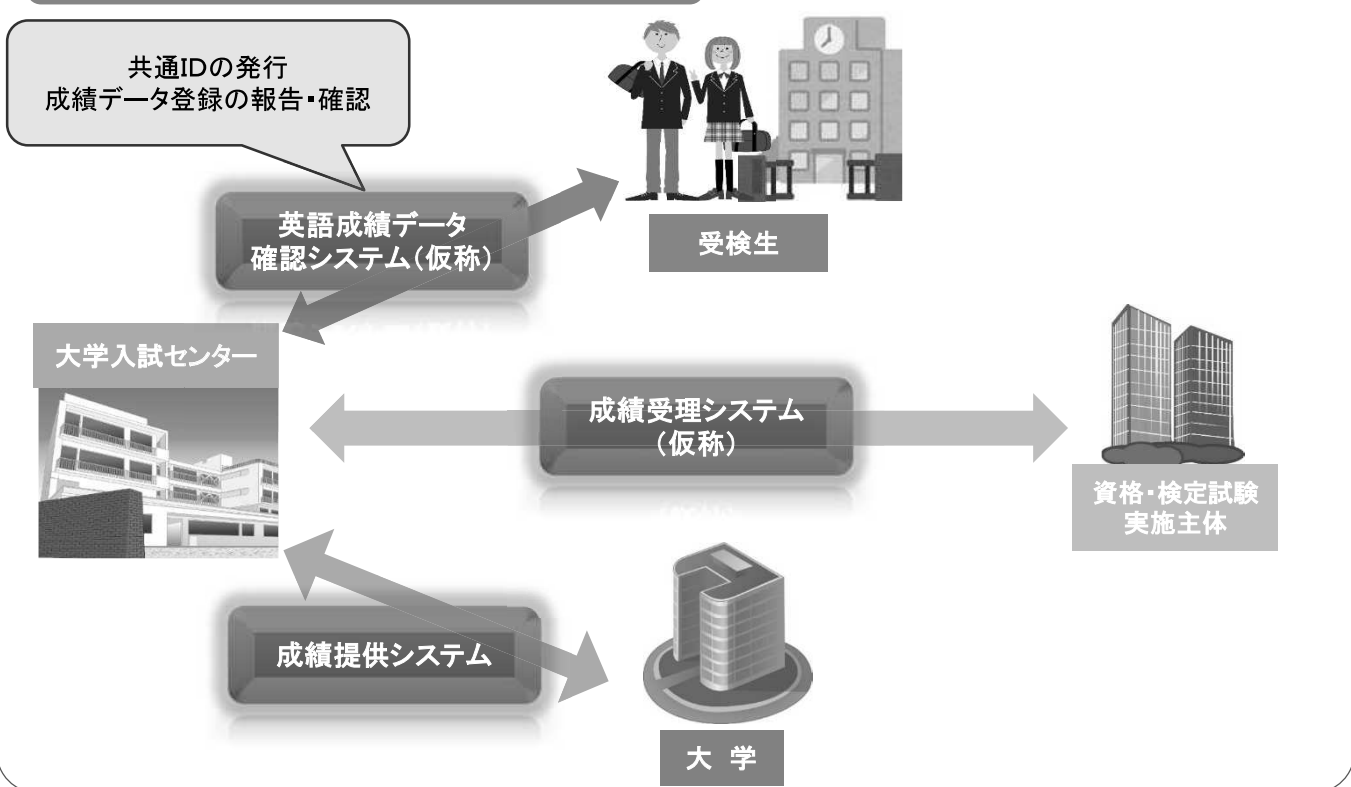 共通IDの発行
成績データ登録の報告・確認
英語成績データ
確認システム（仮称）
受検生
大学入試センター
成績受理システム
（仮称）
資格・検定試験
実施主体
成績提供システム
大 学